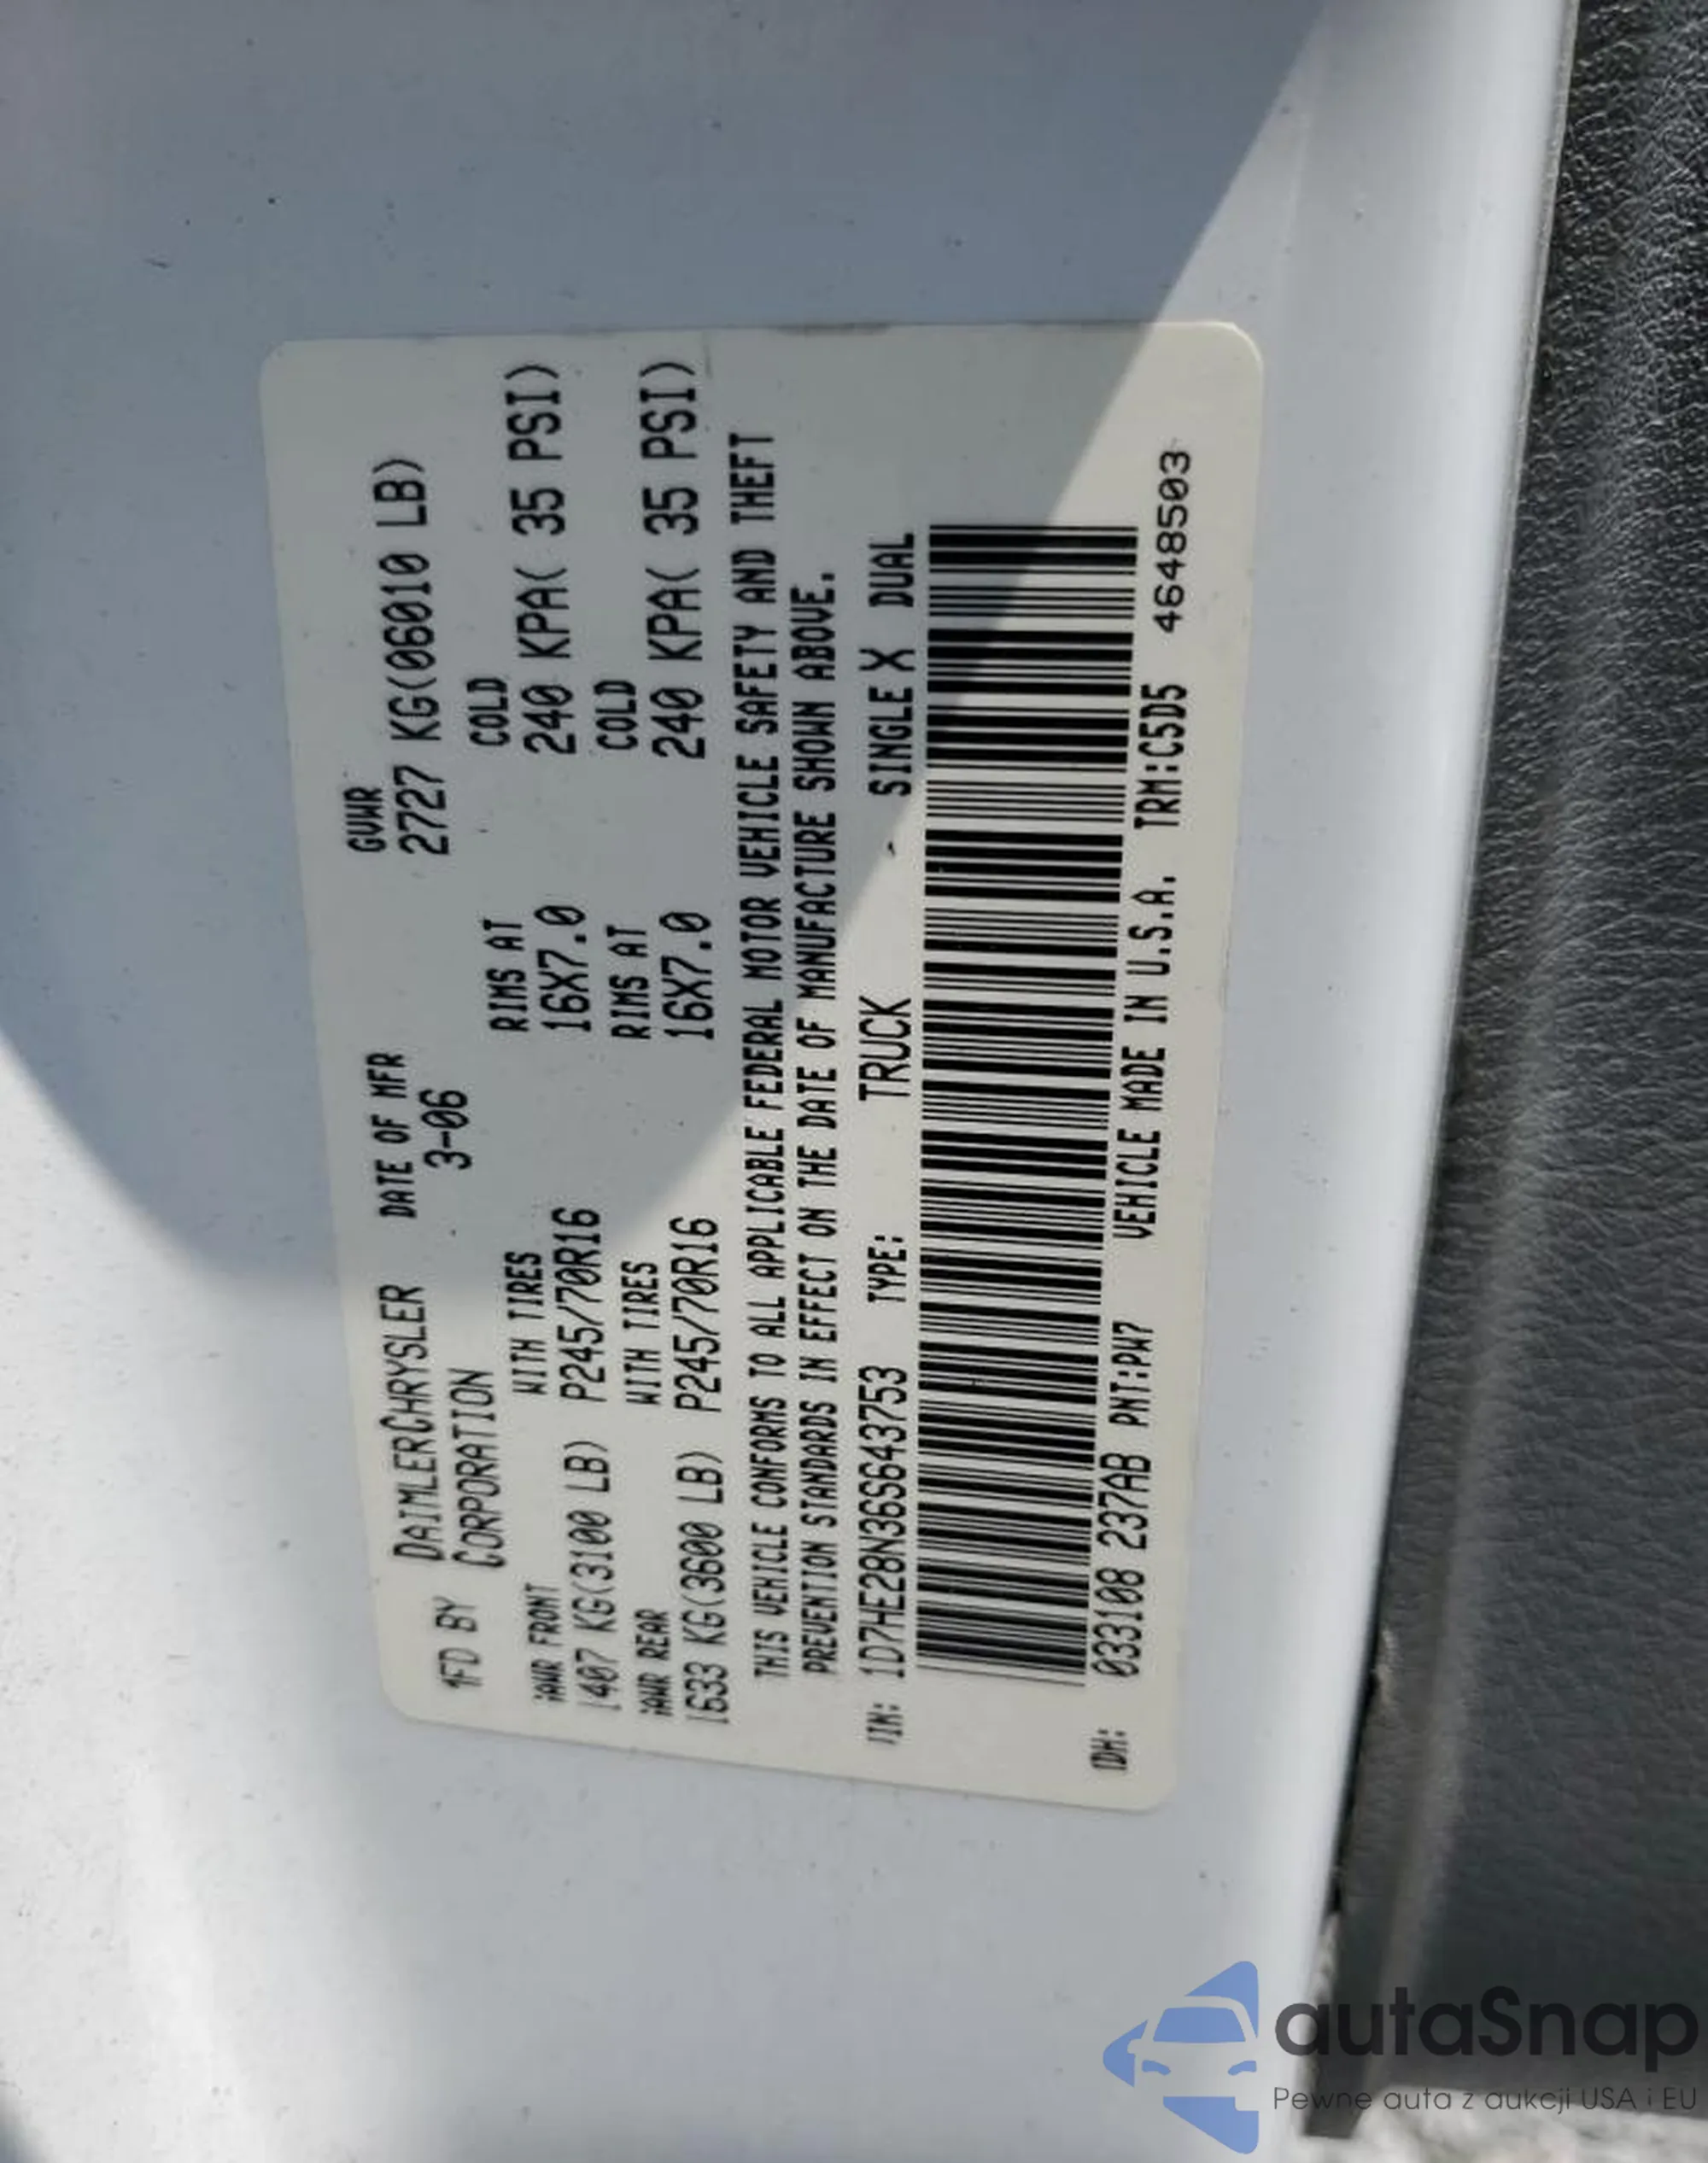 MFD BY DAIMLERCHRYSLER DATE OF MFR GVWR
CORPORATION 3-06 2727 KG(06010 LB)
GAWR FRONT WITH TIRES RIMS AT COLD
1407 KG(3100 LB) P245/70R16 16X7.0 240 KPA( 35 PSI)
GAWR REAR WITH TIRES RIMS AT COLD
1633 KG(3600 LB) P245/70R16 16X7.0 240 KPA( 35 PSI)
THIS VEHICLE CONFORMS TO ALL APPLICABLE FEDERAL MOTOR VEHICLE SAFETY AND THEFT
PREVENTION STANDARDS IN EFFECT ON THE DATE OF MANUFACTURE SHOWN ABOVE.
VIN: 1D7HE28N36S643753 TYPE: TRUCK SINGLE X DUAL
MDH: 033108 237AB PNT:PW7 VEHICLE MADE IN U.S.A. TRM:C5D5 4648503
autaSnap
Pewne auta z aukcji USA i EU